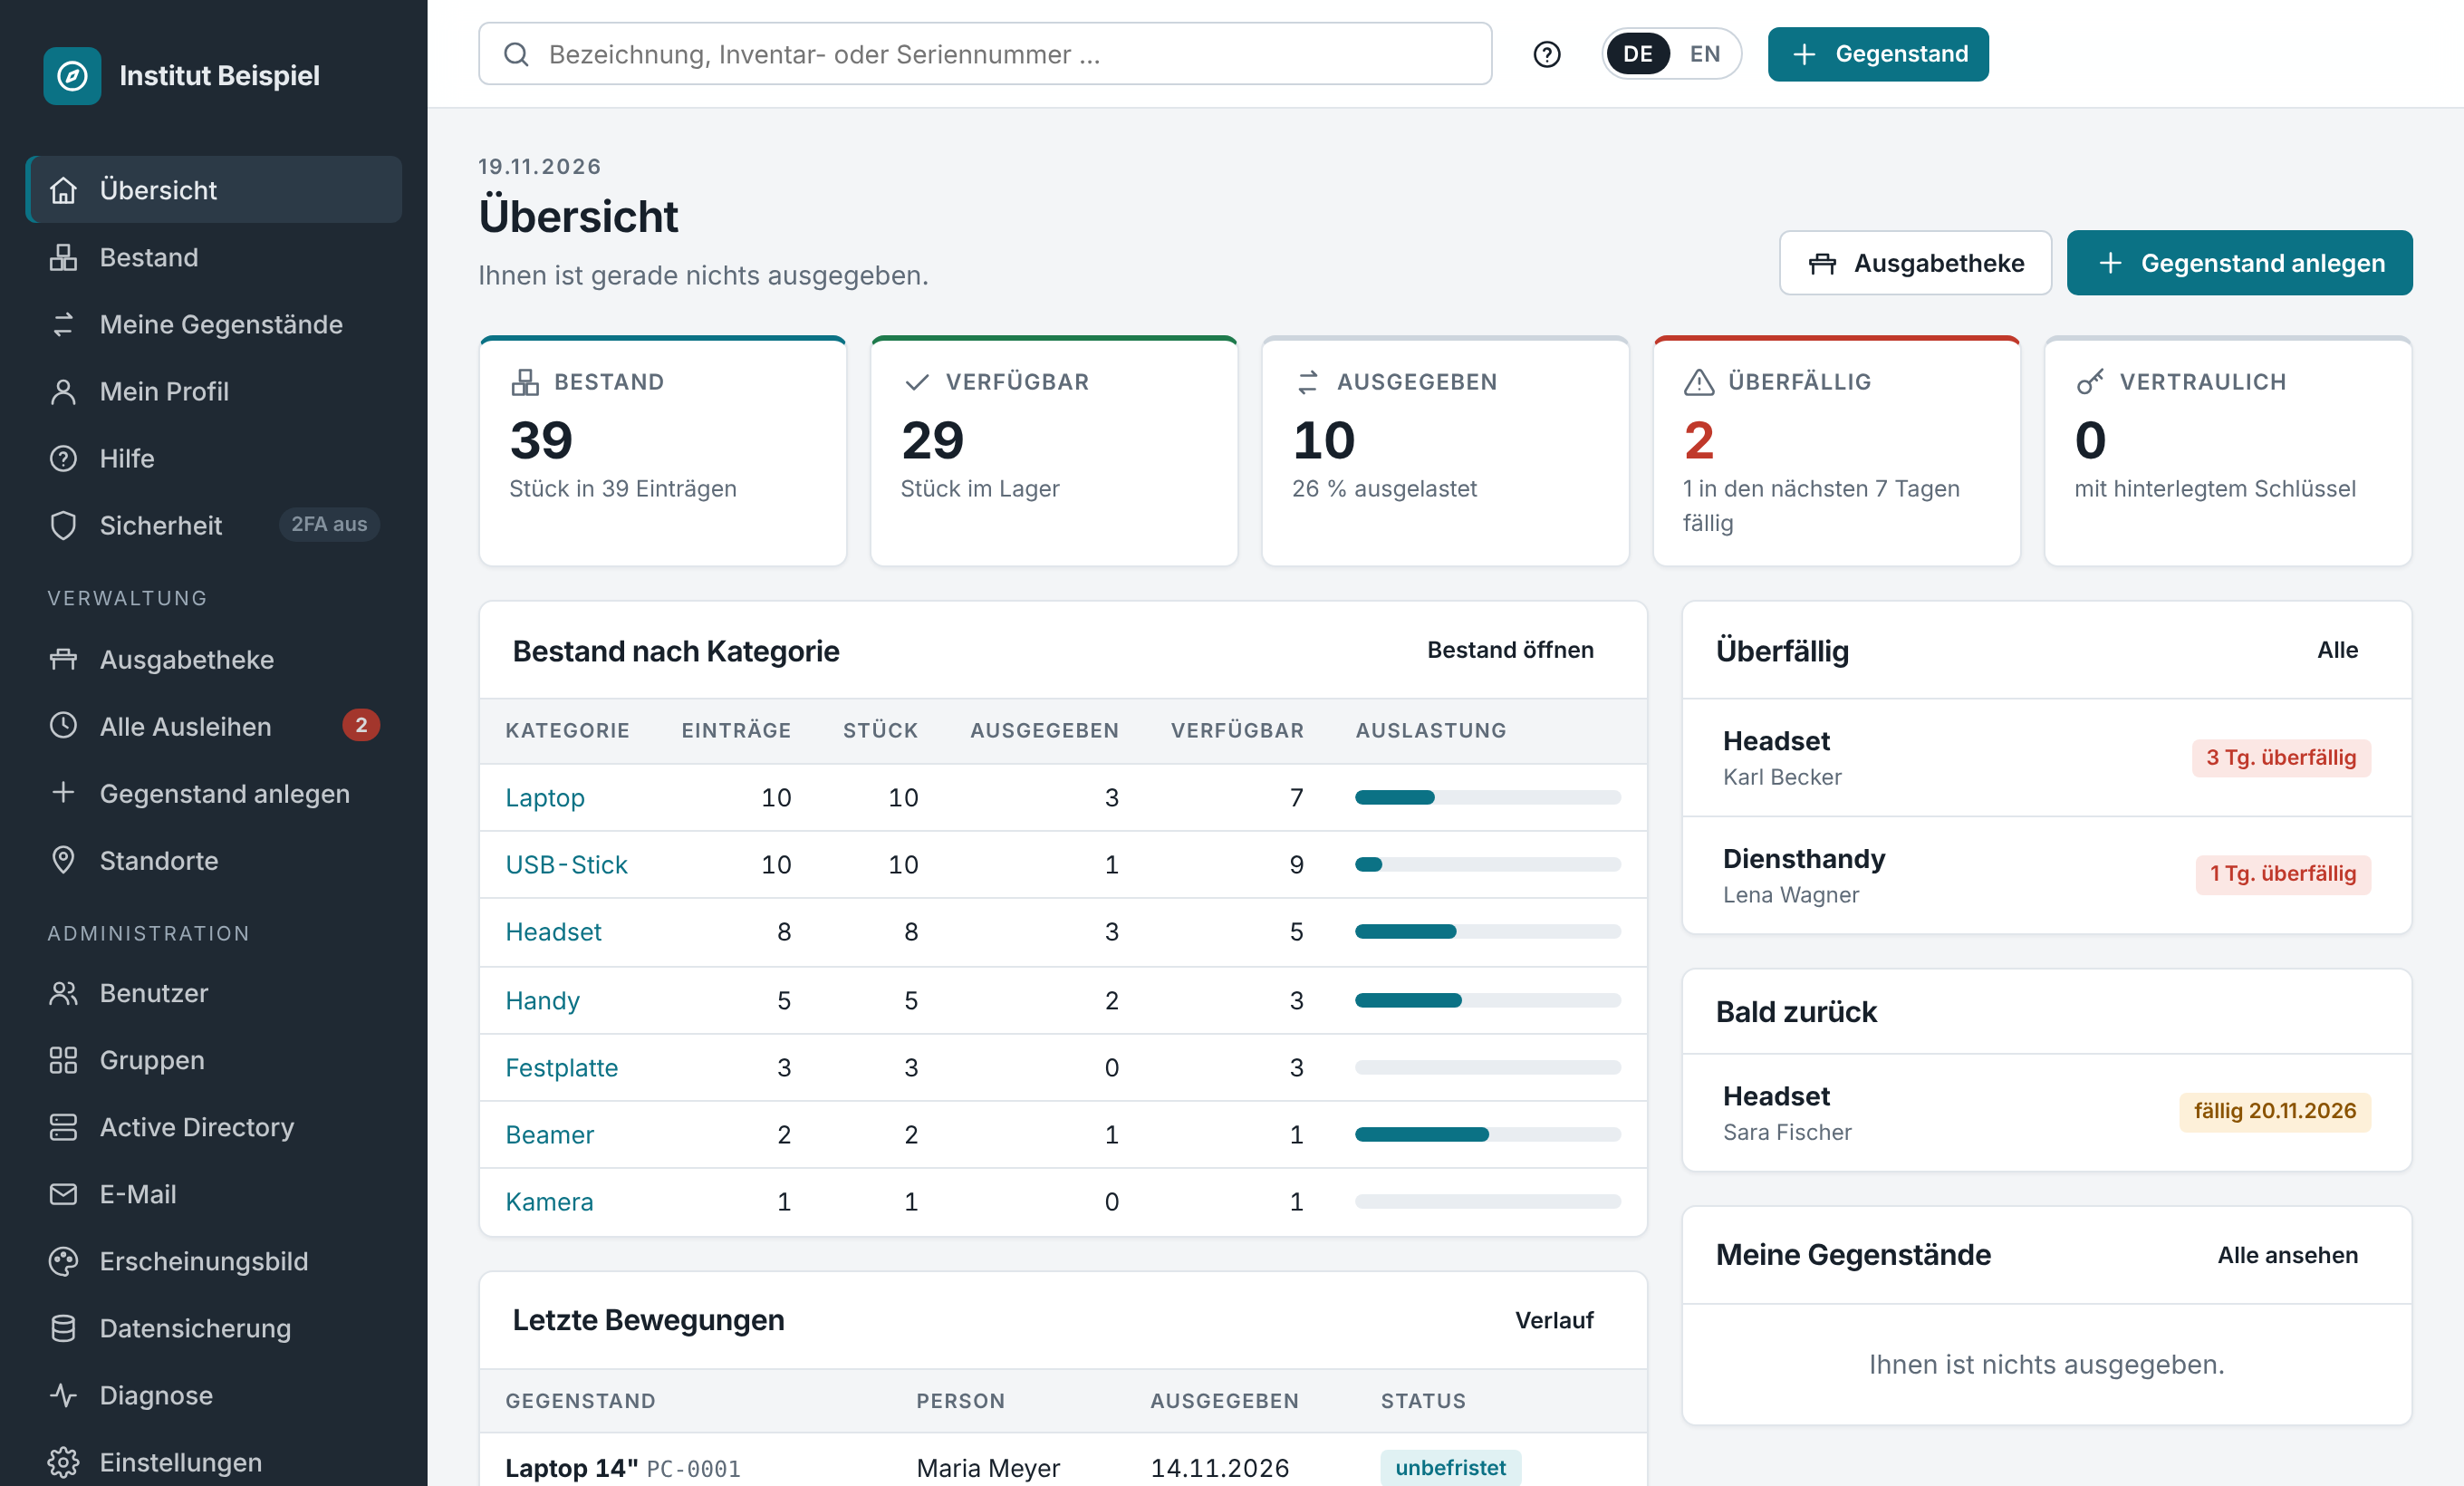 Institut Beispiel
Übersicht
Bestand
Meine Gegenstände
Mein Profil
Hilfe
Sicherheit 2FA aus
VERWALTUNG
Ausgabetheke
Alle Ausleihen 2
Gegenstand anlegen
Standorte
ADMINISTRATION
Benutzer
Gruppen
Active Directory
E-Mail
Erscheinungsbild
Datensicherung
Diagnose
Einstellungen
Bezeichnung, Inventar- oder Seriennummer ...
DE EN
Gegenstand
19.11.2026
Übersicht
Ihnen ist gerade nichts ausgegeben.
Ausgabetheke
Gegenstand anlegen
BESTAND
39
Stück in 39 Einträgen
VERFÜGBAR
29
Stück im Lager
AUSGEGEBEN
10
26 % ausgelastet
ÜBERFÄLLIG
2
1 in den nächsten 7 Tagen
fällig
VERTRAULICH
0
mit hinterlegtem Schlüssel
Bestand nach Kategorie Bestand öffnen
KATEGORIE EINTRÄGE STÜCK AUSGEGEBEN VERFÜGBAR AUSLASTUNG
Laptop 10 10 3 7
USB-Stick 10 10 1 9
Headset 8 8 3 5
Handy 5 5 2 3
Festplatte 3 3 0 3
Beamer 2 2 1 1
Kamera 1 1 0 1
Letzte Bewegungen Verlauf
GEGENSTAND PERSON AUSGEGEBEN STATUS
Laptop 14" PC-0001 Maria Meyer 14.11.2026 unbefristet
Überfällig Alle
Headset
Karl Becker
3 Tg. überfällig
Diensthandy
Lena Wagner
1 Tg. überfällig
Bald zurück
Headset
Sara Fischer
fällig 20.11.2026
Meine Gegenstände Alle ansehen
Ihnen ist nichts ausgegeben.